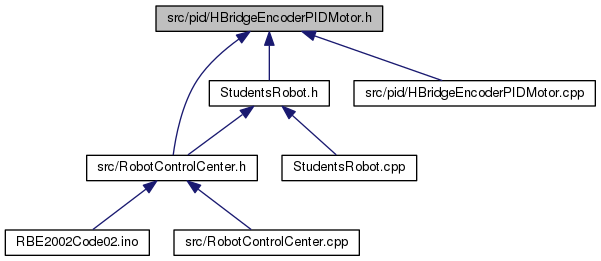 src/pid/HBridgeEncoderPIDMotor.h
StudentsRobot.h
src/pid/HBridgeEncoderPIDMotor.cpp
src/RobotControlCenter.h
StudentsRobot.cpp
RBE2002Code02.ino
src/RobotControlCenter.cpp